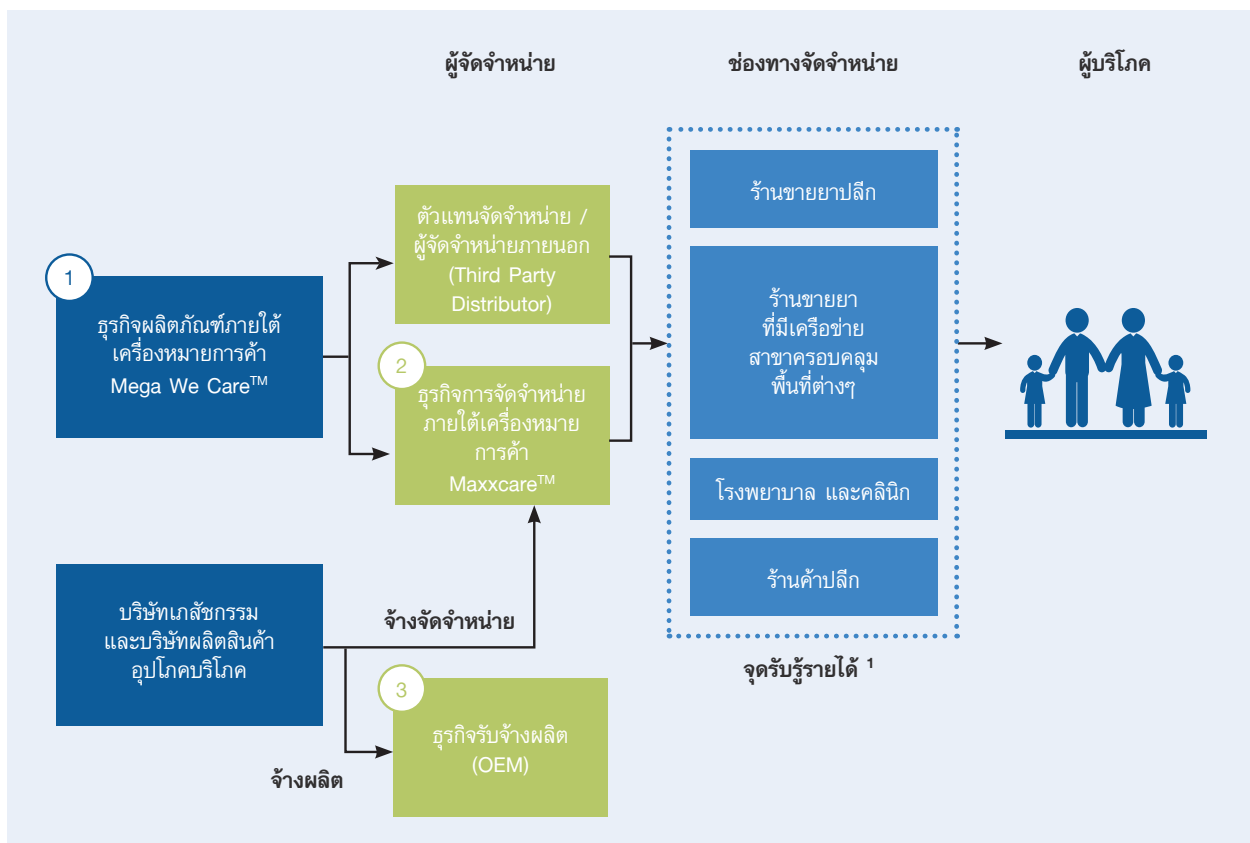 ผู้จัดจำหน่าย
ช่องทางจัดจำหน่าย
ผู้บริโภค
1
ธุรกิจผลิตภัณฑ์ภายใต้
เครื่องหมายการค้า
Mega We Care™
ตัวแทนจัดจำหน่าย /
ผู้จัดจำหน่ายภายนอก
(Third Party
Distributor)
2
ธุรกิจการจัดจำหน่าย
ภายใต้เครื่องหมาย
การค้า
Maxxcare™
ร้านขายยาปลีก
ร้านขายยา
ที่มีเครือข่าย
สาขาครอบคลุม
พื้นที่ต่างๆ
โรงพยาบาล และคลินิก
ร้านค้าปลีก
จุดรับรู้รายได้ ¹
บริษัทเภสัชกรรม
และบริษัทผลิตสินค้า
อุปโภคบริโภค
จ้างจัดจำหน่าย
3
ธุรกิจรับจ้างผลิต
(OEM)
จ้างผลิต